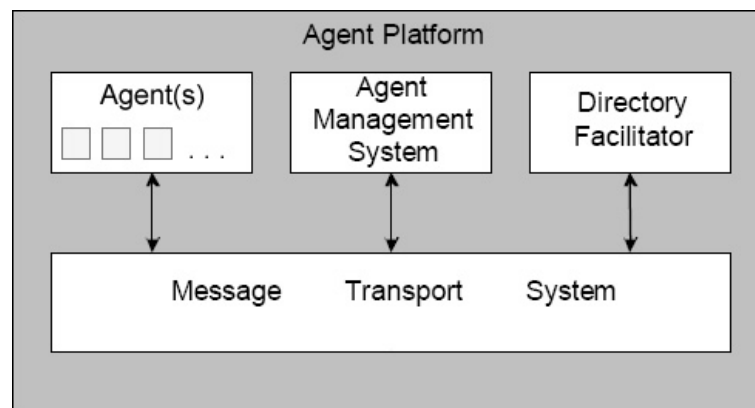 Agent Platform
Agent(s)
. . .
Agent
Management
System
Directory
Facilitator
Message Transport System